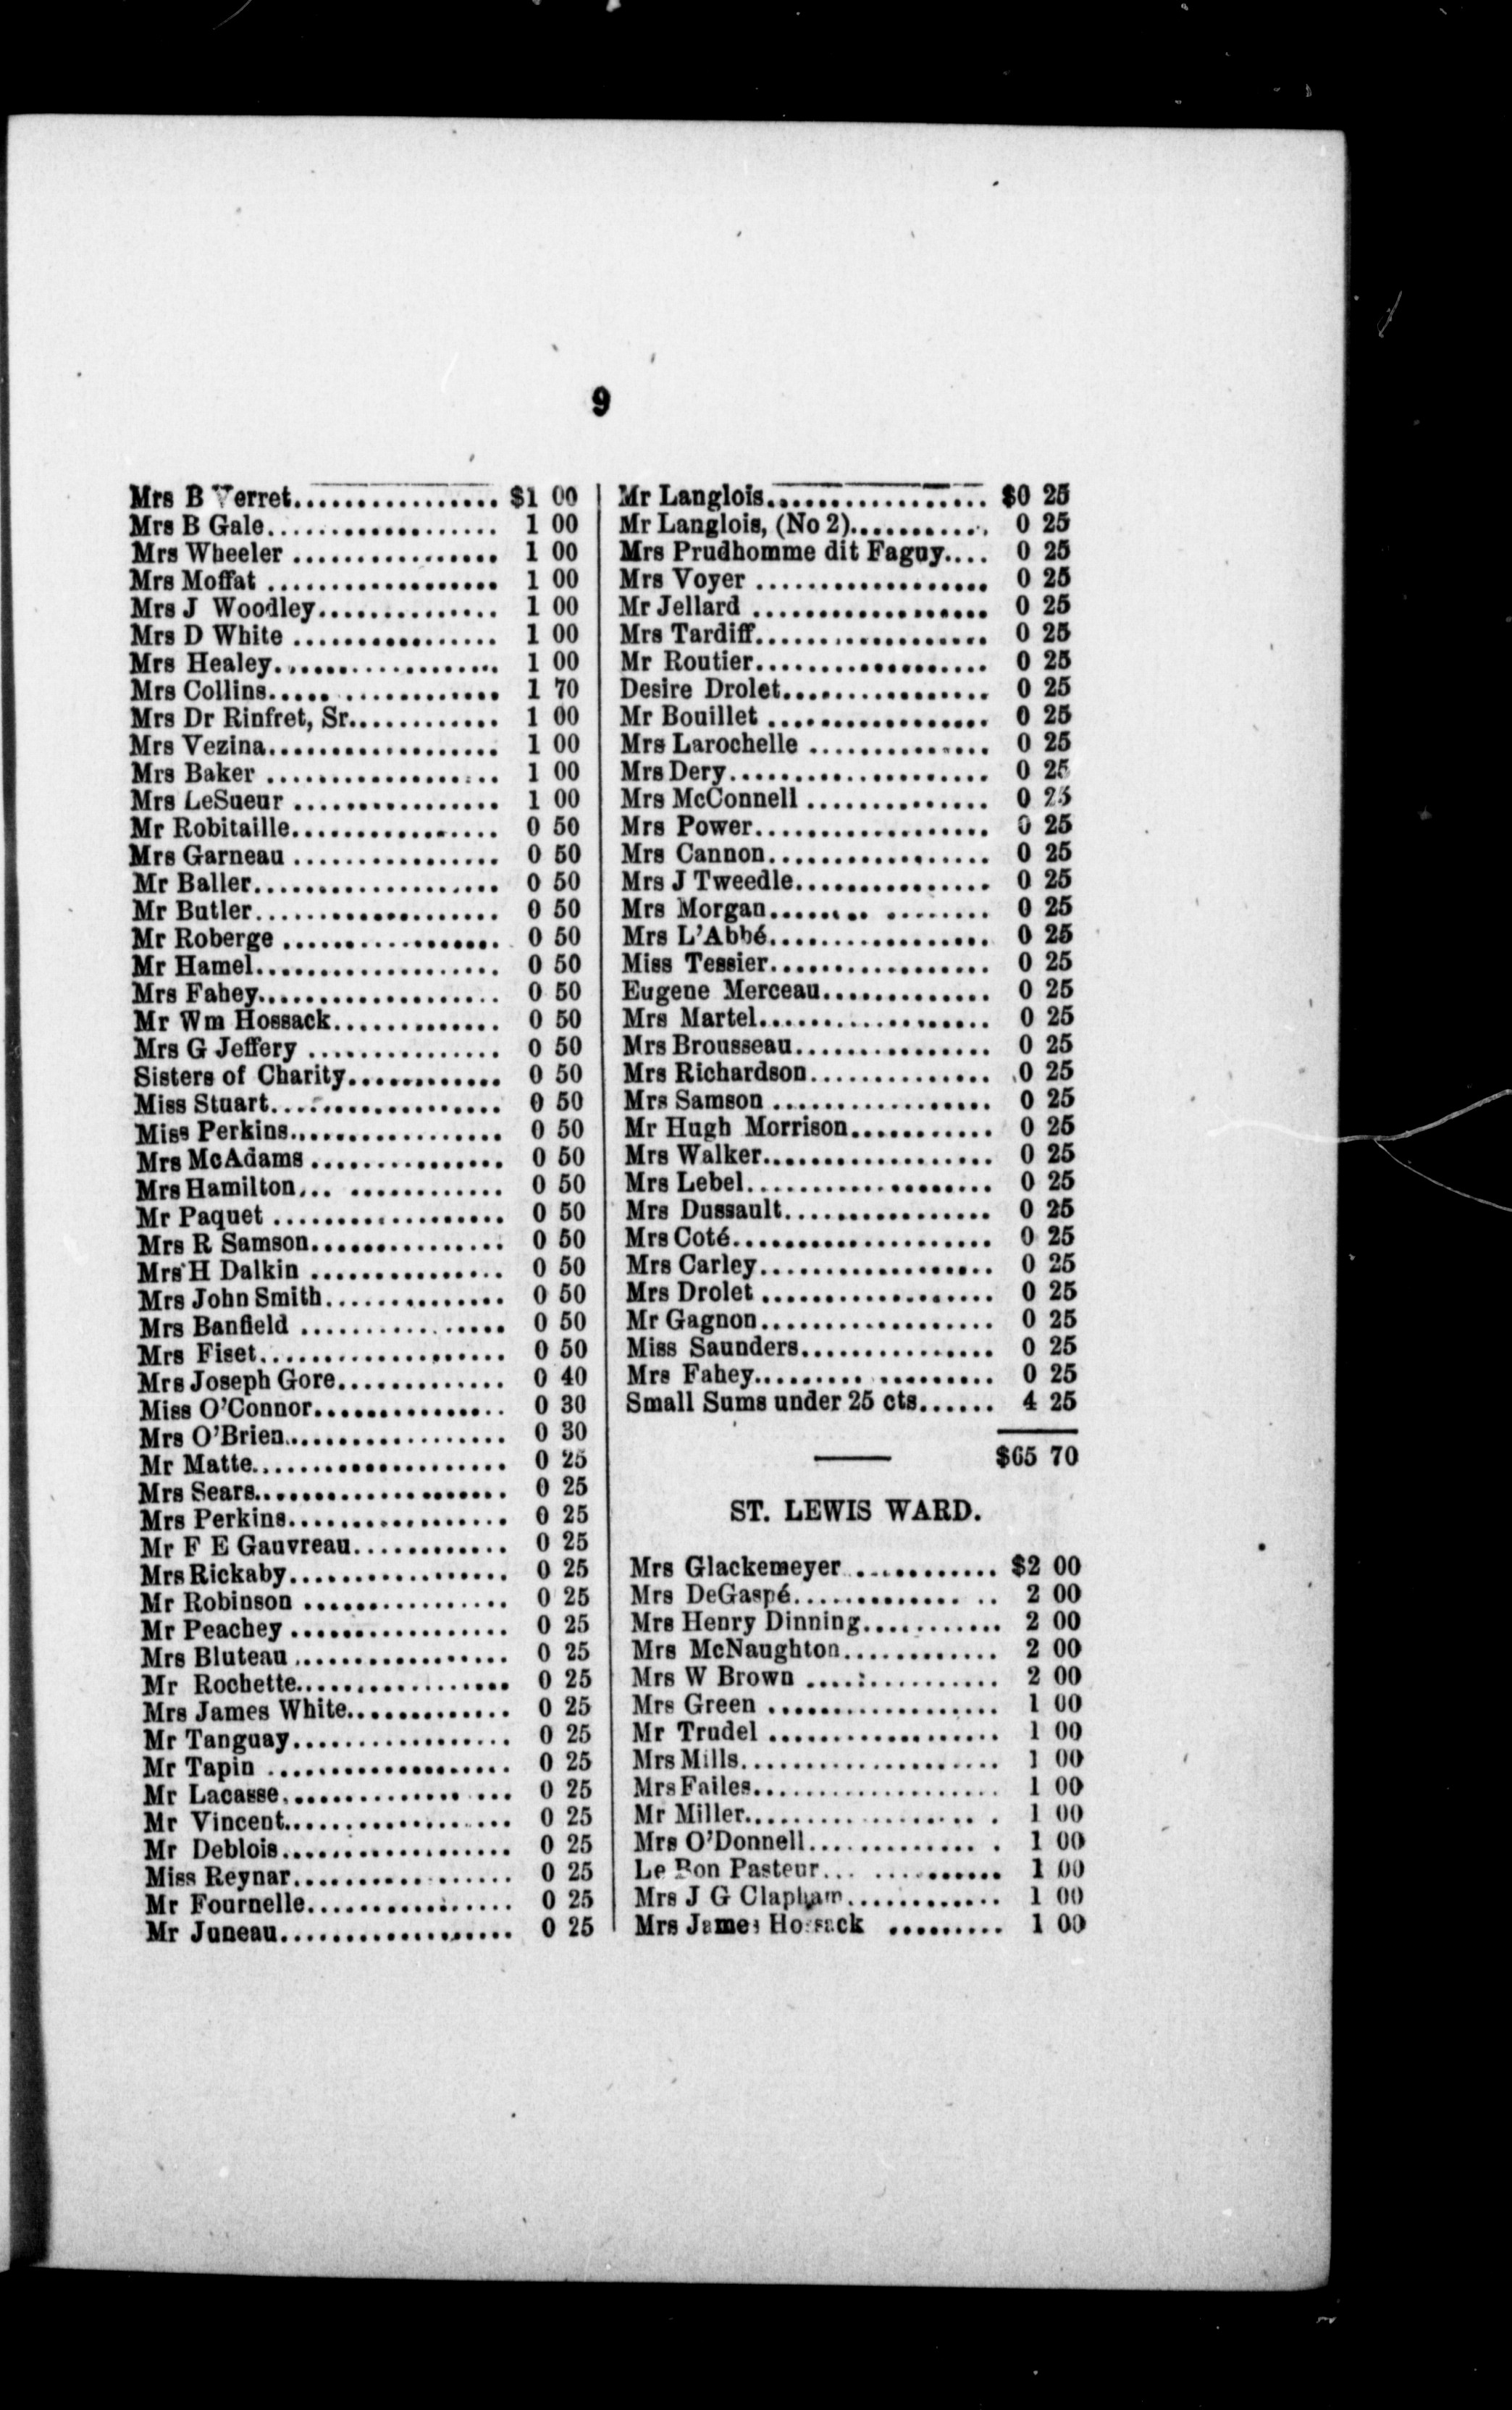 9
Mrs B Verret................. $1 00
Mrs B Gale.................. 1 00
Mrs Wheeler ................ 1 00
Mrs Moffat .................. 1 00
Mrs J Woodley.............. 1 00
Mrs D White ................ 1 00
Mrs Healey.................. 1 00
Mrs Collins.................. 1 70
Mrs Dr Rinfret, Sr............ 1 00
Mrs Vezina.................. 1 00
Mrs Baker .................. 1 00
Mrs LeSueur ................ 1 00
Mr Robitaille................ 0 50
Mrs Garneau ................ 0 50
Mr Baller................... 0 50
Mr Butler................... 0 50
Mr Roberge ................. 0 50
Mr Hamel................... 0 50
Mrs Fahey................... 0 50
Mr Wm Hossack............. 0 50
Mrs G Jeffery ............... 0 50
Sisters of Charity............ 0 50
Miss Stuart.................. 0 50
Miss Perkins................. 0 50
Mrs McAdams ............... 0 50
Mrs Hamilton... ............ 0 50
Mr Paquet .................. 0 50
Mrs R Samson............... 0 50
Mrs H Dalkin ............... 0 50
Mrs John Smith.............. 0 50
Mrs Banfield ................ 0 50
Mrs Fiset................... 0 50
Mrs Joseph Gore............. 0 40
Miss O'Connor............... 0 30
Mrs O'Brien................. 0 30
Mr Matte.................... 0 25
Mrs Sears................... 0 25
Mrs Perkins................. 0 25
Mr F E Gauvreau............ 0 25
Mrs Rickaby................. 0 25
Mr Robinson ................ 0 25
Mr Peachey ................. 0 25
Mrs Bluteau ................. 0 25
Mr Rochette................. 0 25
Mrs James White............. 0 25
Mr Tanguay................. 0 25
Mr Tapin ................... 0 25
Mr Lacasse............... ... 0 25
Mr Vincent.................. 0 25
Mr Deblois.................. 0 25
Miss Reynar................. 0 25
Mr Fournelle................ 0 25
Mr Juneau.................. 0 25
Mr Langlois................. $0 25
Mr Langlois, (No 2)........... 0 25
Mrs Prudhomme dit Faguy.... 0 25
Mrs Voyer .................. 0 25
Mr Jellard .................. 0 25
Mrs Tardiff.................. 0 25
Mr Routier.................. 0 25
Desire Drolet................ 0 25
Mr Bouillet ................. 0 25
Mrs Larochelle .............. 0 25
Mrs Dery.................... 0 25
Mrs McConnell .............. 0 25
Mrs Power.................. 0 25
Mrs Cannon................. 0 25
Mrs J Tweedle............... 0 25
Mrs Morgan........ ........ 0 25
Mrs L'Abbé................. 0 25
Miss Tessier................. 0 25
Eugene Merceau............. 0 25
Mrs Martel.................. 0 25
Mrs Brousseau............... 0 25
Mrs Richardson.............. 0 25
Mrs Samson ................. 0 25
Mr Hugh Morrison........... 0 25
Mrs Walker.................. 0 25
Mrs Lebel................... 0 25
Mrs Dussault................ 0 25
Mrs Coté.................... 0 25
Mrs Carley.................. 0 25
Mrs Drolet .................. 0 25
Mr Gagnon.................. 0 25
Miss Saunders............... 0 25
Mrs Fahey......... ......... 0 25
Small Sums under 25 cts...... 4 25
$65 70
ST. LEWIS WARD.
Mrs Glackemeyer ........... $2 00
Mrs DeGaspé............. .. 2 00
Mrs Henry Dinning........... 2 00
Mrs McNaughton............ 2 00
Mrs W Brown ............... 2 00
Mrs Green .................. 1 00
Mr Trudel .................. 1 00
Mrs Mills.................... 1 00
Mrs Failes................... 1 00
Mr Miller................... . 1 00
Mrs O'Donnell............. . 1 00
Le Bon Pasteur... .......... 1 00
Mrs J G Clapham............ 1 00
Mrs James Hossack ......... 1 00